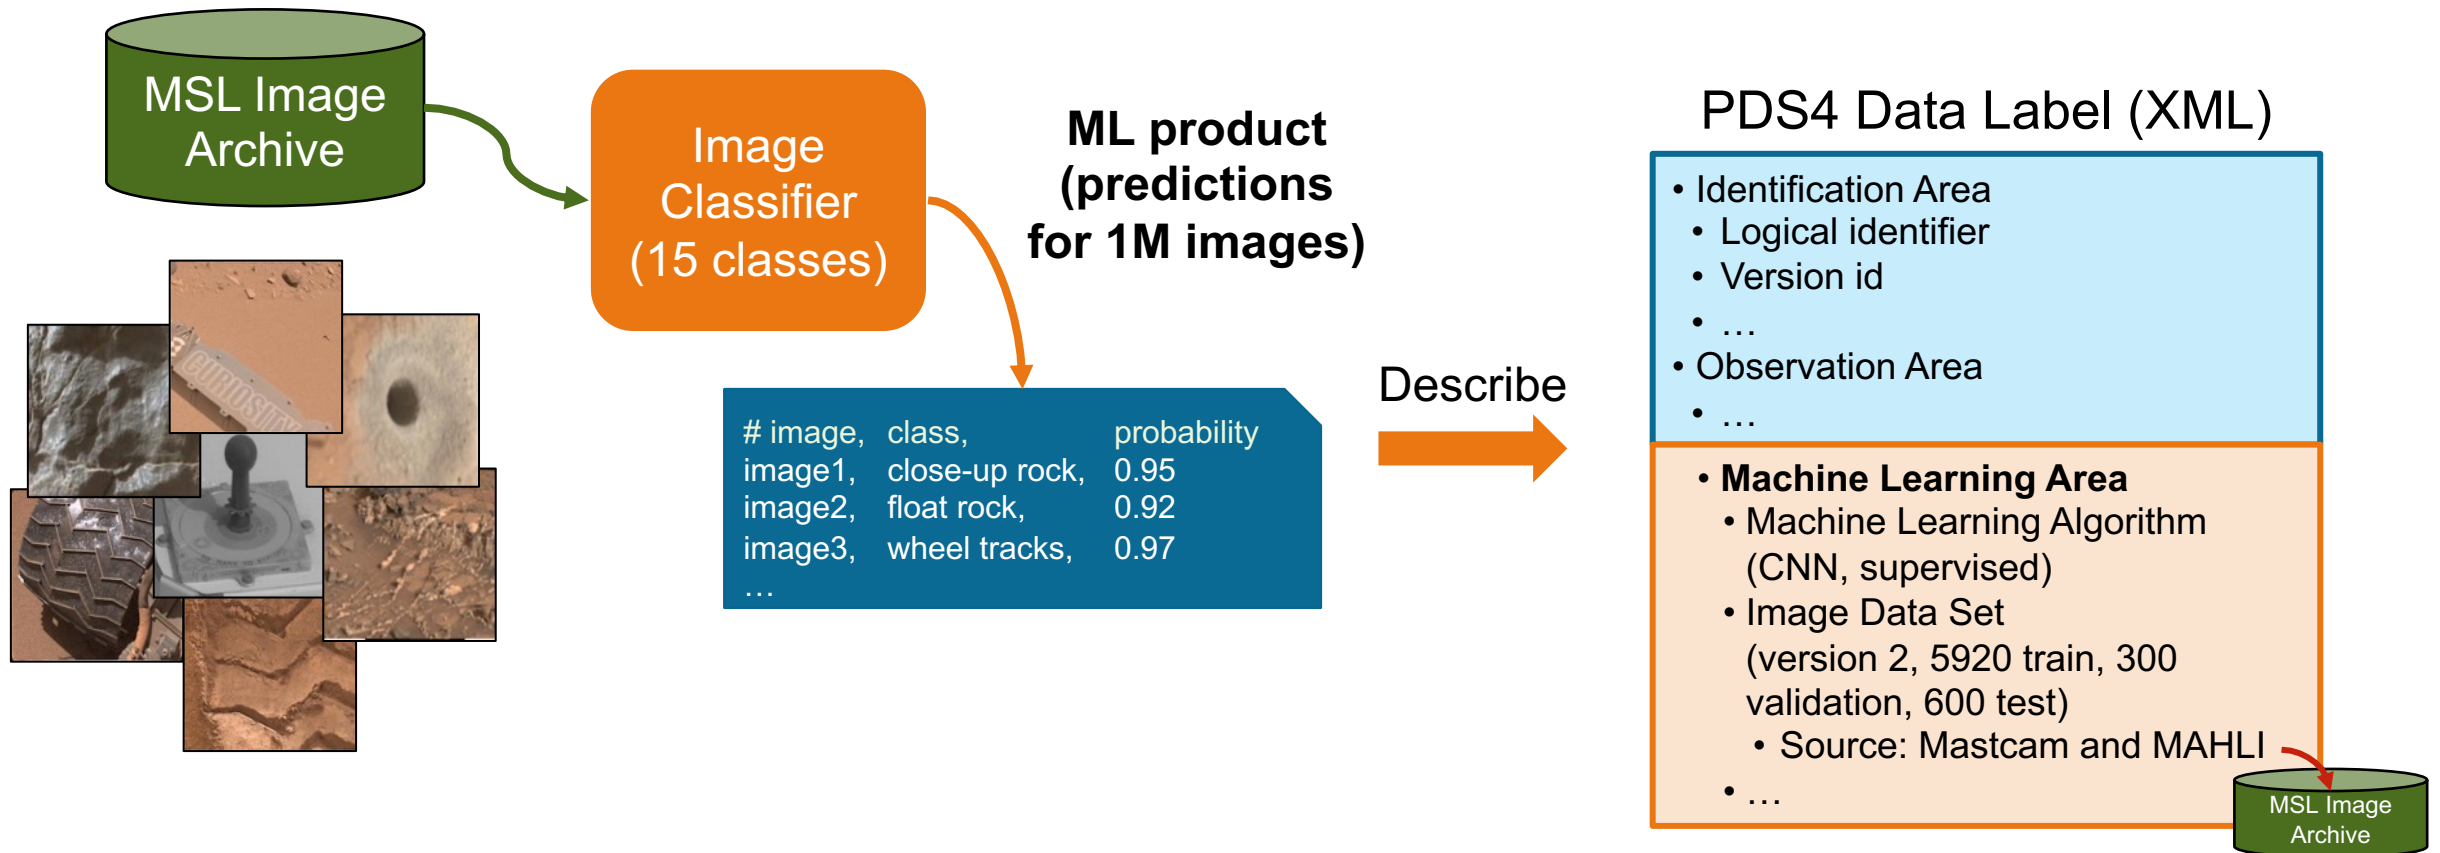 MSL Image
Archive
Image
Classifier
(15 classes)
ML product
(predictions
for 1M images)
CURIOSITY
# image, class, probability
image1, close-up rock, 0.95
image2, float rock, 0.92
image3, wheel tracks, 0.97
…
Describe
PDS4 Data Label (XML)
• Identification Area
• Logical identifier
• Version id
• …
• Observation Area
• …
• Machine Learning Area
• Machine Learning Algorithm
(CNN, supervised)
• Image Data Set
(version 2, 5920 train, 300
validation, 600 test)
• Source: Mastcam and MAHLI
• …
MSL Image
Archive